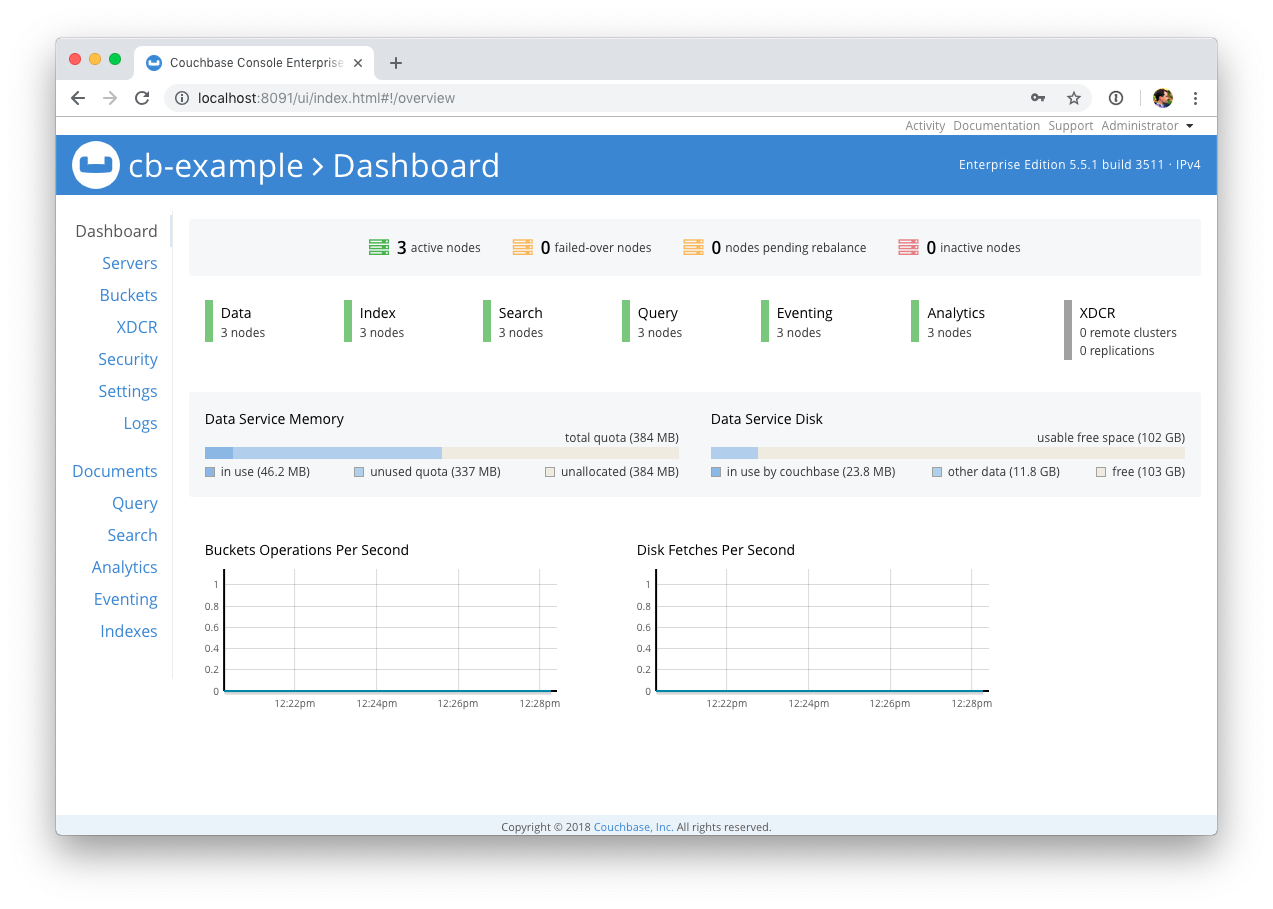 Couchbase Console Enterprise
localhost:8091/ui/index.html#!/overview
Activity Documentation Support Administrator
cb-example > Dashboard
Enterprise Edition 5.5.1 build 3511 · IPv4
Dashboard
Servers
Buckets
XDCR
Security
Settings
Logs
Documents
Query
Search
Analytics
Eventing
Indexes
3 active nodes 0 failed-over nodes 0 nodes pending rebalance 0 inactive nodes
Data
3 nodes
Index
3 nodes
Search
3 nodes
Query
3 nodes
Eventing
3 nodes
Analytics
3 nodes
XDCR
0 remote clusters
0 replications
Data Service Memory
total quota (384 MB)
in use (46.2 MB) unused quota (337 MB) unallocated (384 MB)
Data Service Disk
usable free space (102 GB)
in use by couchbase (23.8 MB) other data (11.8 GB) free (103 GB)
Buckets Operations Per Second
1
0.8
0.6
0.4
0.2
0
12:22pm 12:24pm 12:26pm 12:28pm
Disk Fetches Per Second
1
0.8
0.6
0.4
0.2
0
12:22pm 12:24pm 12:26pm 12:28pm
Copyright © 2018 Couchbase, Inc. All rights reserved.